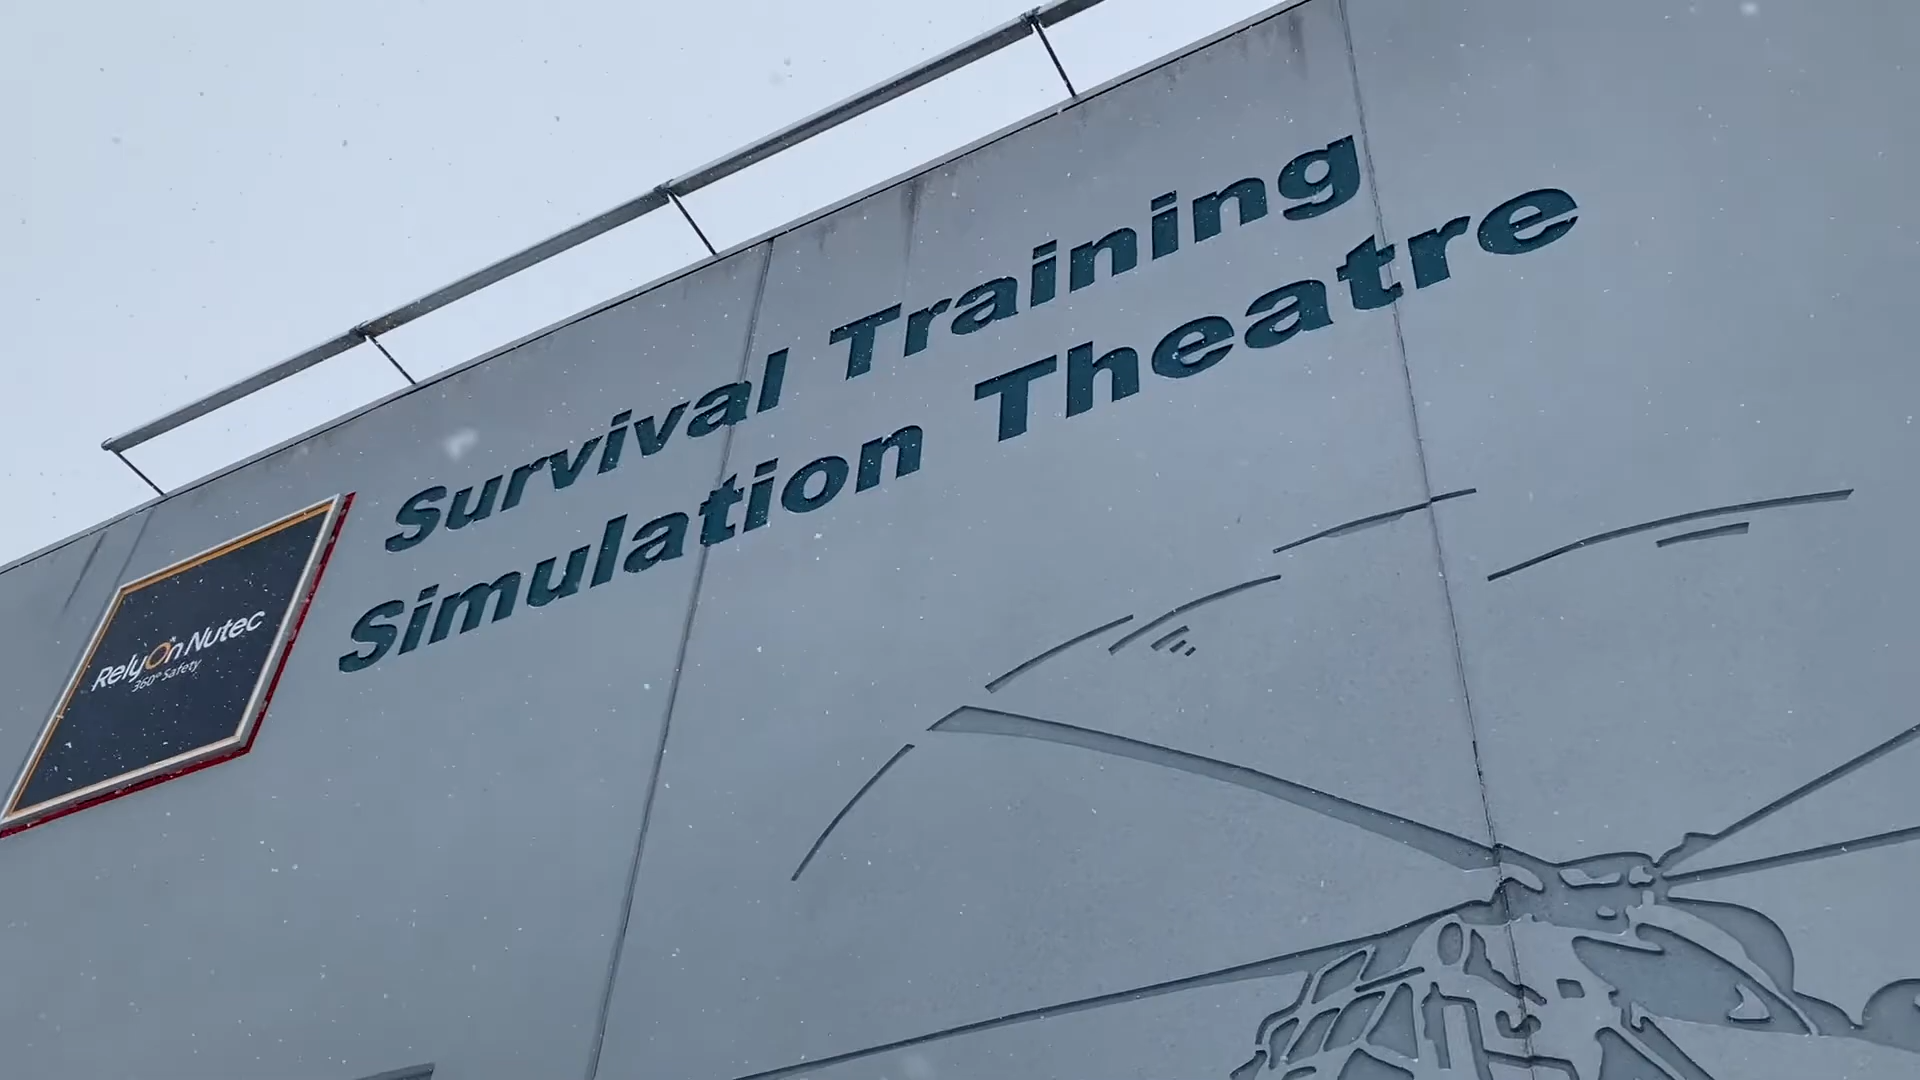 Survival Training
Simulation Theatre
RelyOn Nutec
360° Safety